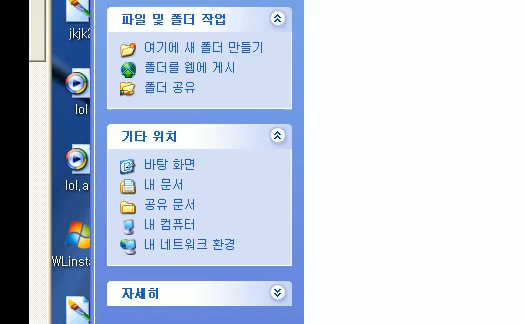 파일 및 폴더 작업
여기에 새 폴더 만들기
폴더를 웹에 게시
폴더 공유
기타 위치
바탕 화면
내 문서
공유 문서
내 컴퓨터
내 네트워크 환경
자세히
jkjk2
lol
lol,a
WLinsta